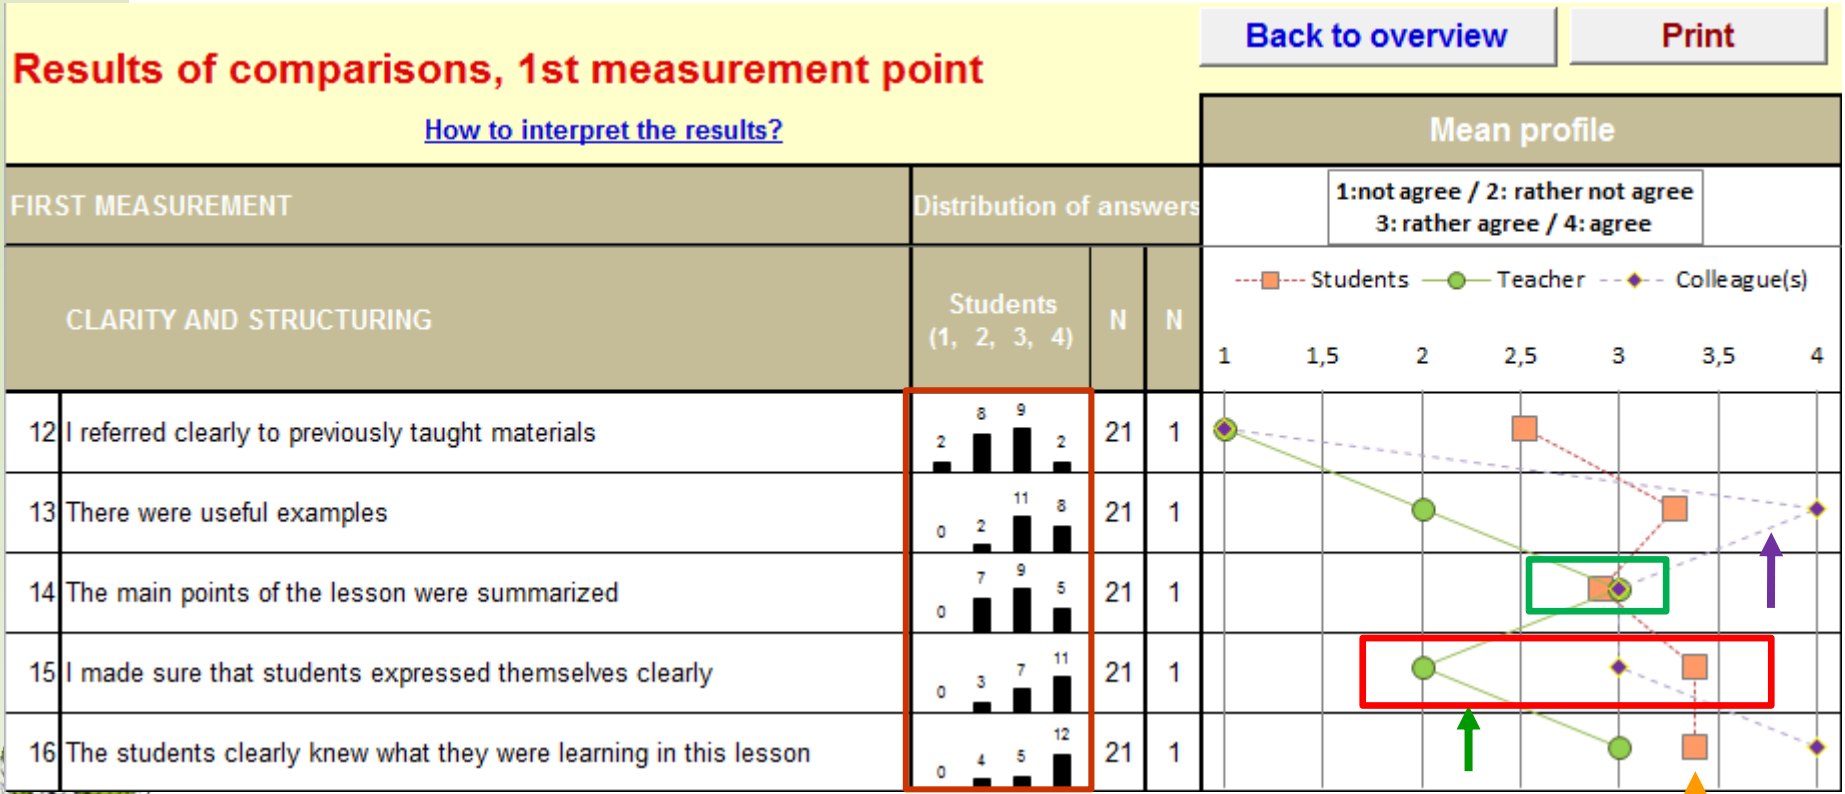 Back to overview
Print
Results of comparisons, 1st measurement point
How to interpret the results?
Mean profile
FIRST MEASUREMENT
Distribution of answers
1:not agree / 2: rather not agree
3: rather agree / 4: agree
CLARITY AND STRUCTURING
Students
(1, 2, 3, 4)
N
N
Students
Teacher
Colleague(s)
1 1,5 2 2,5 3 3,5 4
12 I referred clearly to previously taught materials 2 8 9 2 21 1
13 There were useful examples 0 2 11 8 21 1
14 The main points of the lesson were summarized 0 7 9 5 21 1
15 I made sure that students expressed themselves clearly 0 3 7 11 21 1
16 The students clearly knew what they were learning in this lesson 0 4 5 12 21 1